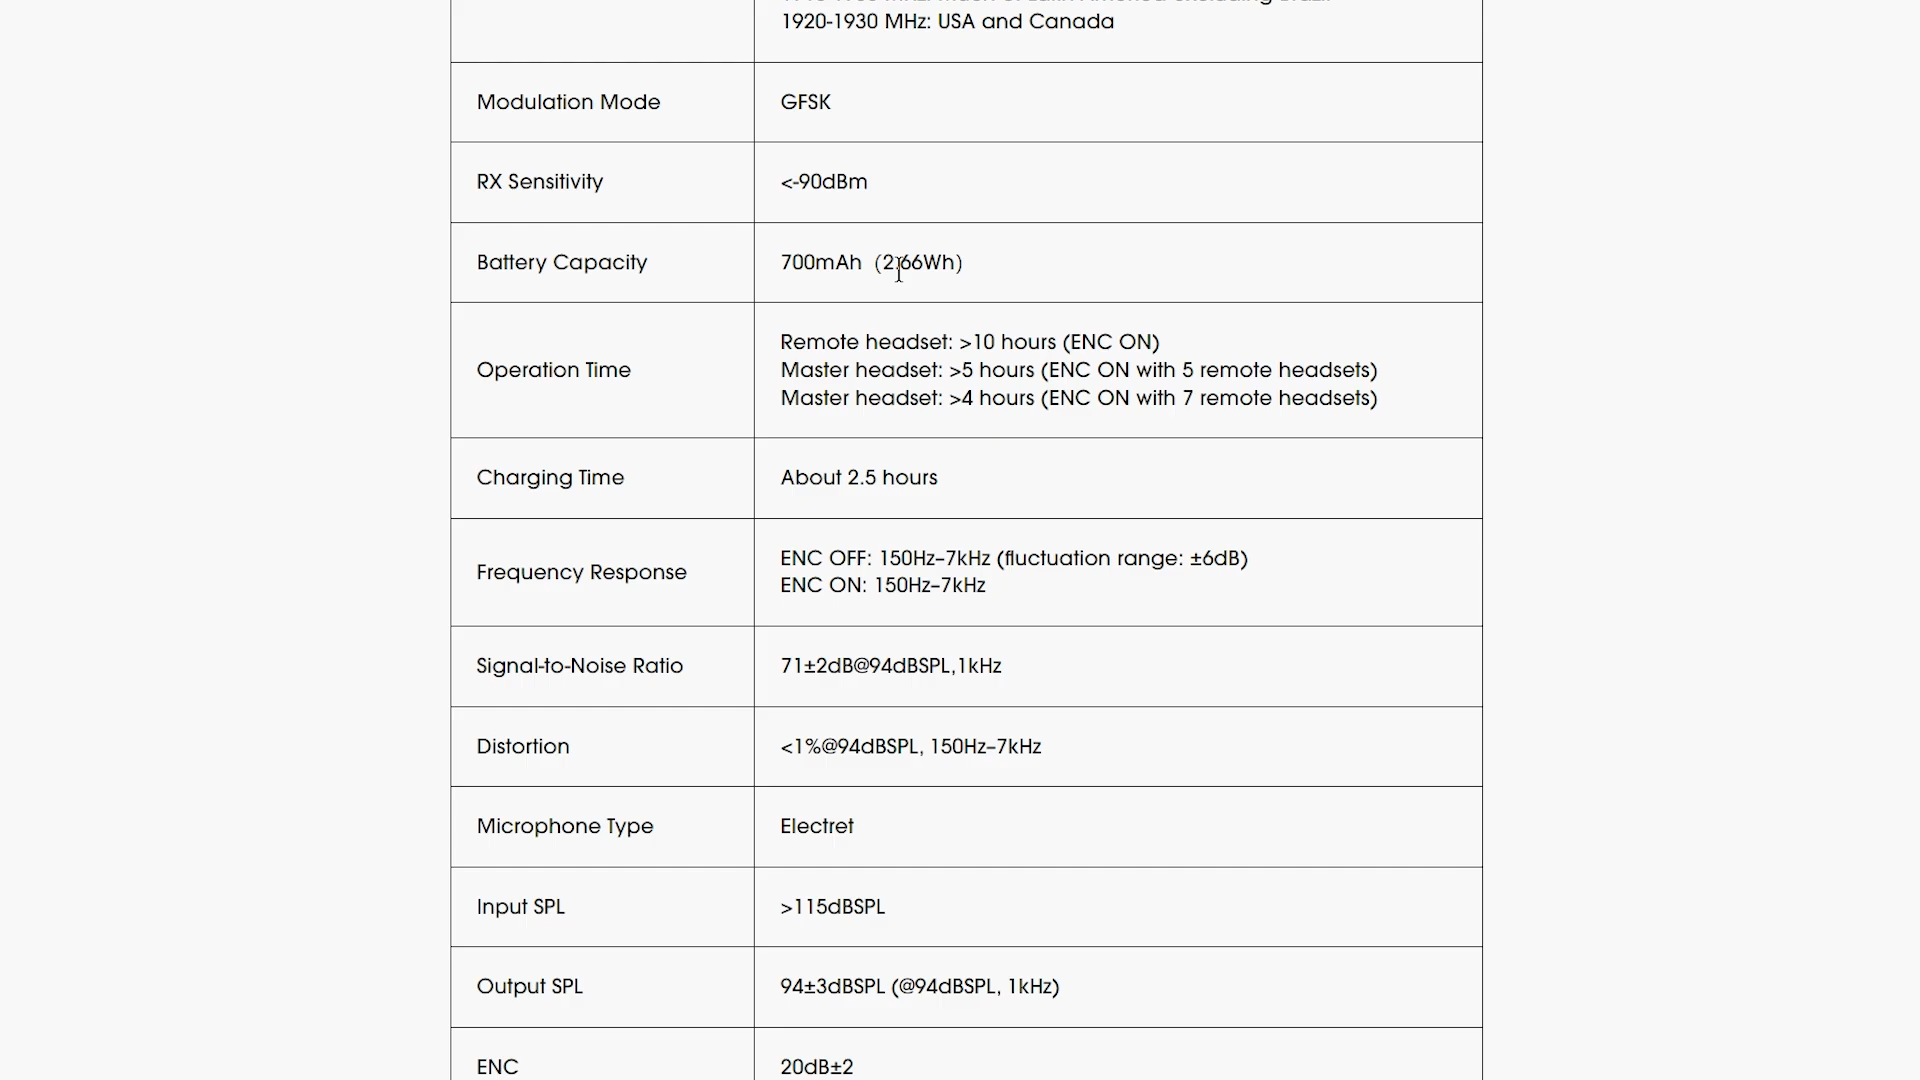 1920-1930 MHz: USA and Canada
Modulation Mode
GFSK
RX Sensitivity
<-90dBm
Battery Capacity
700mAh（2.66Wh）
Operation Time
Remote headset: >10 hours (ENC ON)
Master headset: >5 hours (ENC ON with 5 remote headsets)
Master headset: >4 hours (ENC ON with 7 remote headsets)
Charging Time
About 2.5 hours
Frequency Response
ENC OFF: 150Hz–7kHz (fluctuation range: ±6dB)
ENC ON: 150Hz–7kHz
Signal-to-Noise Ratio
71±2dB@94dBSPL,1kHz
Distortion
<1%@94dBSPL, 150Hz–7kHz
Microphone Type
Electret
Input SPL
>115dBSPL
Output SPL
94±3dBSPL (@94dBSPL, 1kHz)
ENC
20dB±2